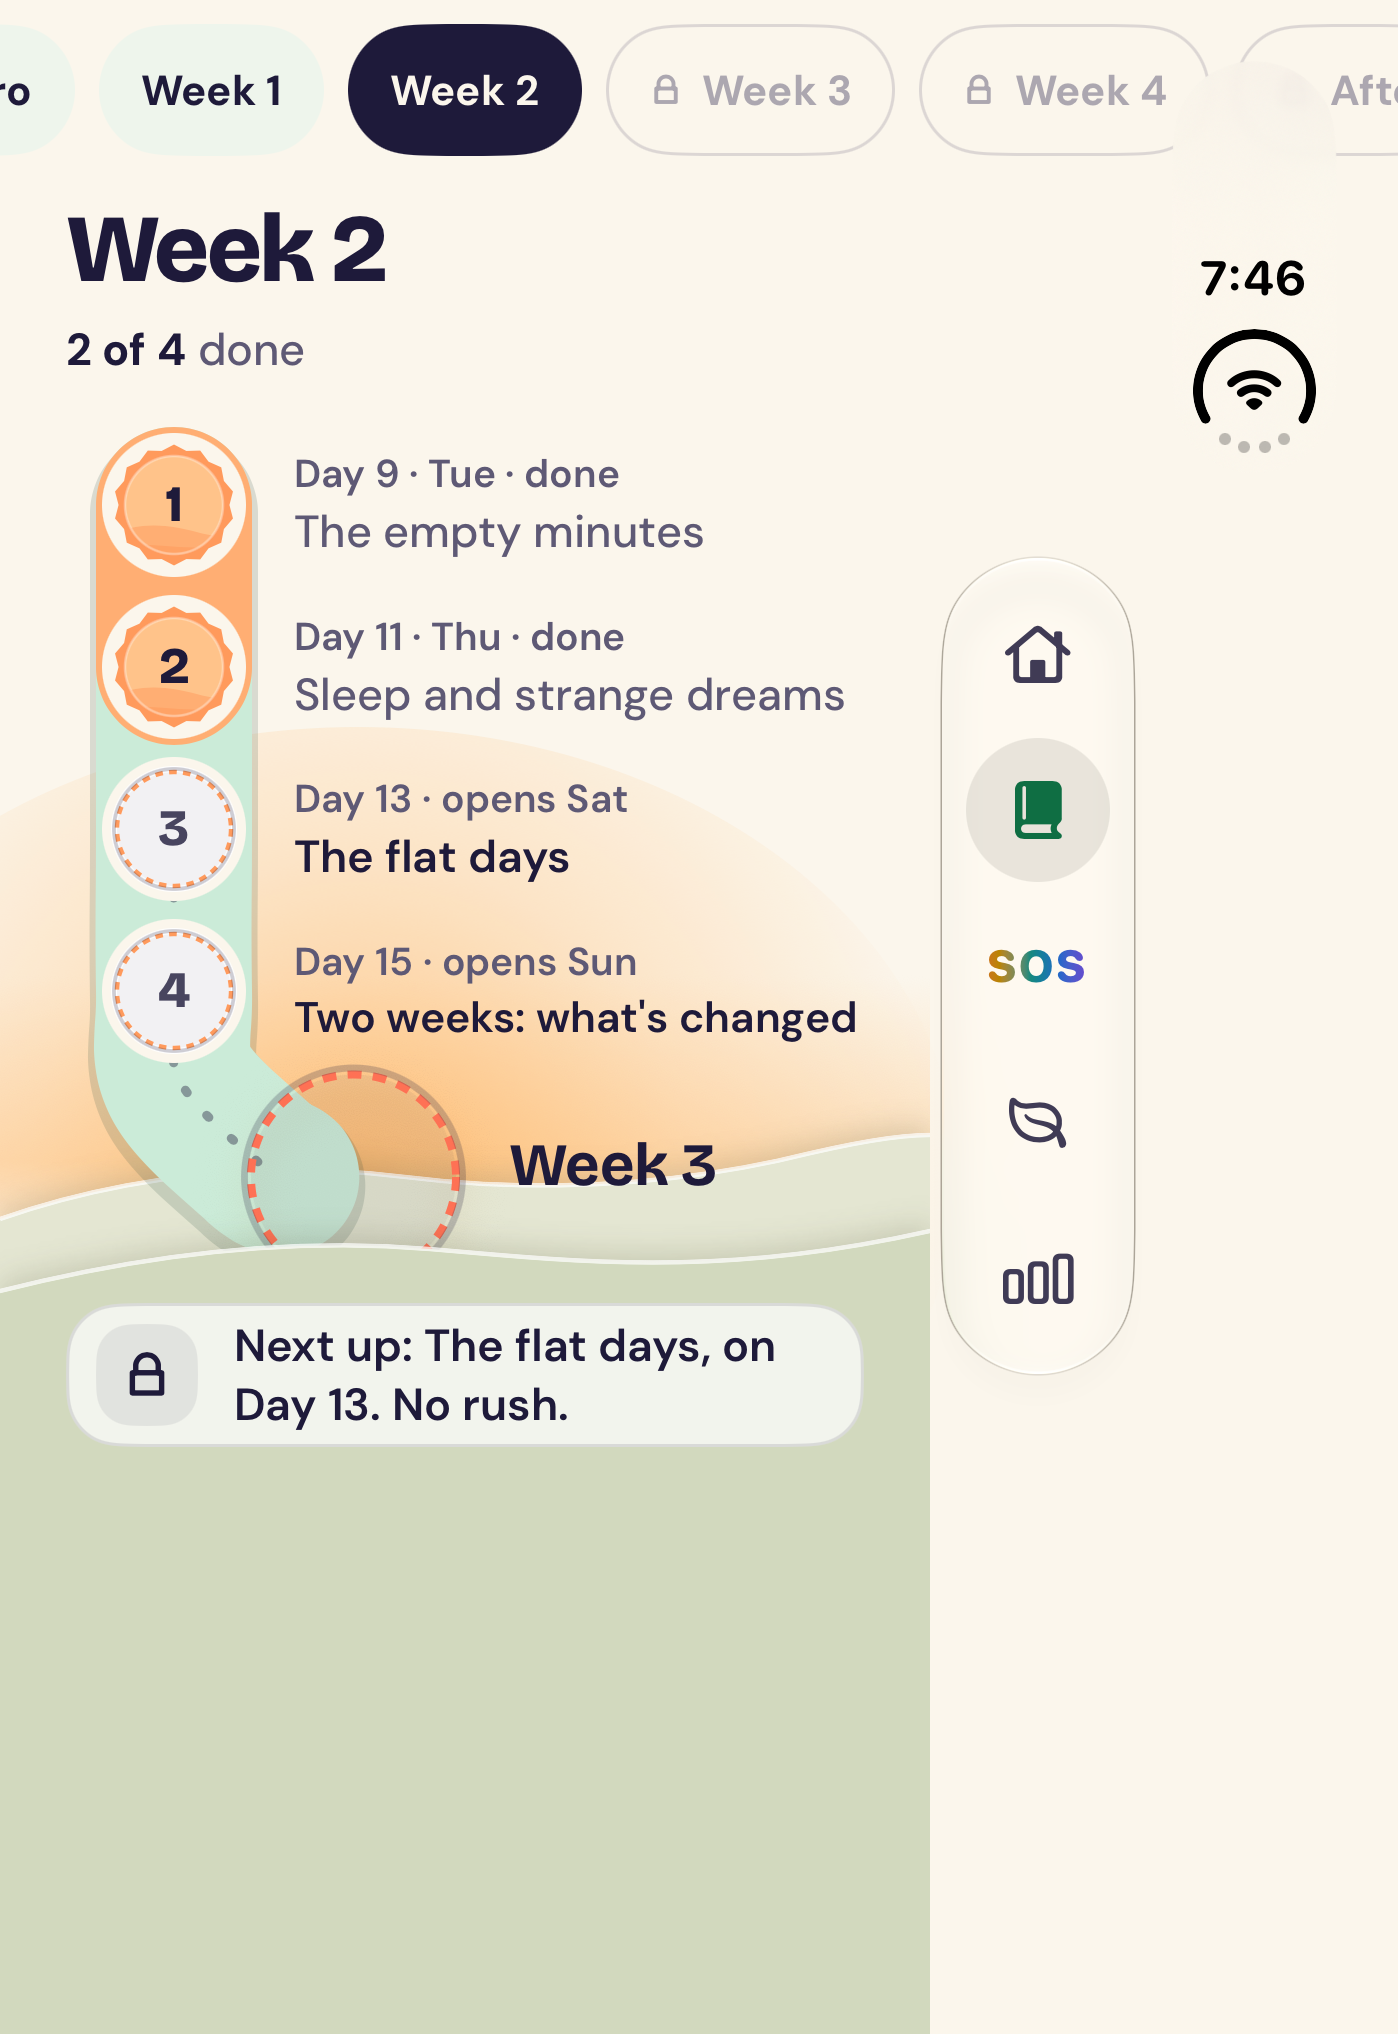 ro
Week 1
Week 2
Week 3
Week 4
Afte
Week 2
7:46
2 of 4 done
1
Day 9 · Tue · done
The empty minutes
2
Day 11 · Thu · done
Sleep and strange dreams
3
Day 13 · opens Sat
The flat days
4
Day 15 · opens Sun
Two weeks: what's changed
SOS
Week 3
Next up: The flat days, on
Day 13. No rush.